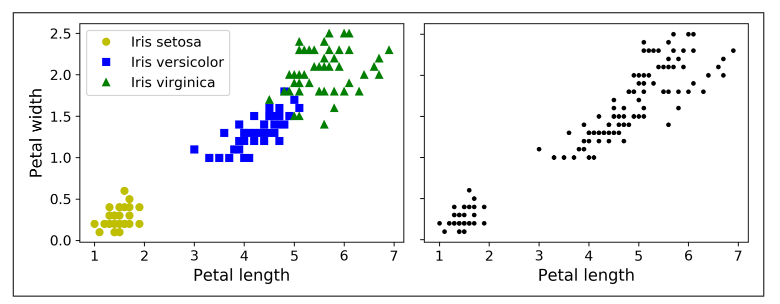 2.5
2.0
1.5
1.0
0.5
0.0
Petal width
Iris setosa
Iris versicolor
Iris virginica
1 2 3 4 5 6 7
Petal length
1 2 3 4 5 6 7
Petal length